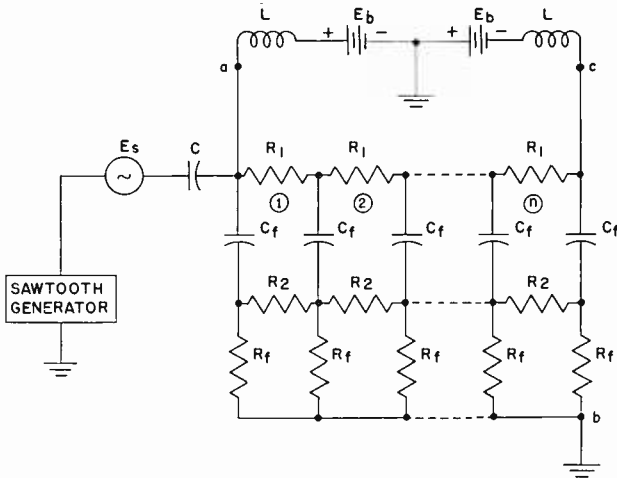 L + Eb - + Eb - L
a c
Es C R1 R1 R1
~ 1 2 n
Cf Cf Cf Cf Cf
SAWTOOTH
GENERATOR
R2 R2 R2
Rf Rf Rf Rf Rf
b